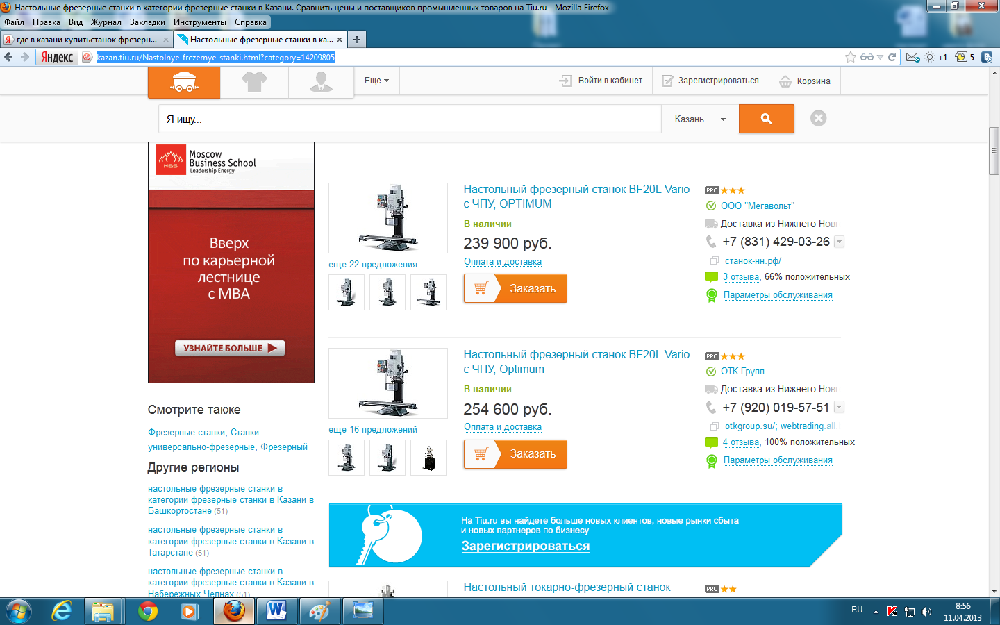 Настольные фрезерные станки в категории фрезерные станки в Казани. Сравнить цены и поставщиков промышленных товаров на Tiu.ru - Mozilla Firefox
Файл Правка Вид Журнал Закладки Инструменты Справка
где в казани купитьстанок фрезерн...
Настольные фрезерные станки в ка...
Яндекс
kazan.tiu.ru/Nastolnye-frezernye-stanki.html?category=14209805
+1
5
Еще
Войти в кабинет
Зарегистрироваться
Корзина
Я ищу...
Казань
MBS
Moscow
Business School
Leadership Energy
Вверх
по карьерной
лестнице
с МВА
УЗНАЙТЕ БОЛЬШЕ
Смотрите также
Фрезерные станки, Станки
универсально-фрезерные, Фрезерный
Другие регионы
настольные фрезерные станки в
категории фрезерные станки в Казани в
Башкортостане (51)
настольные фрезерные станки в
категории фрезерные станки в Казани в
Татарстане (51)
настольные фрезерные станки в
категории фрезерные станки в Казани в
Набережных Челнах (51)
Настольный фрезерный станок BF20L Vario
с ЧПУ, OPTIMUM
В наличии
239 900 руб.
Оплата и доставка
Заказать
еще 22 предложения
PRO
ООО "Мегавольт"
Доставка из Нижнего Новг
+7 (831) 429-03-26
станок-нн.рф/
3 отзыва, 66% положительных
Параметры обслуживания
Настольный фрезерный станок BF20L Vario
с ЧПУ, Optimum
В наличии
254 600 руб.
Оплата и доставка
Заказать
еще 16 предложений
PRO
ОТК-Групп
Доставка из Нижнего Новг
+7 (920) 019-57-51
otkgroup.su/; webtrading.all.
4 отзыва, 100% положительных
Параметры обслуживания
На Tiu.ru вы найдете больше новых клиентов, новые рынки сбыта
и новых партнеров по бизнесу
Зарегистрироваться
Настольный токарно-фрезерный станок
PRO
RU
8:56
11.04.2013